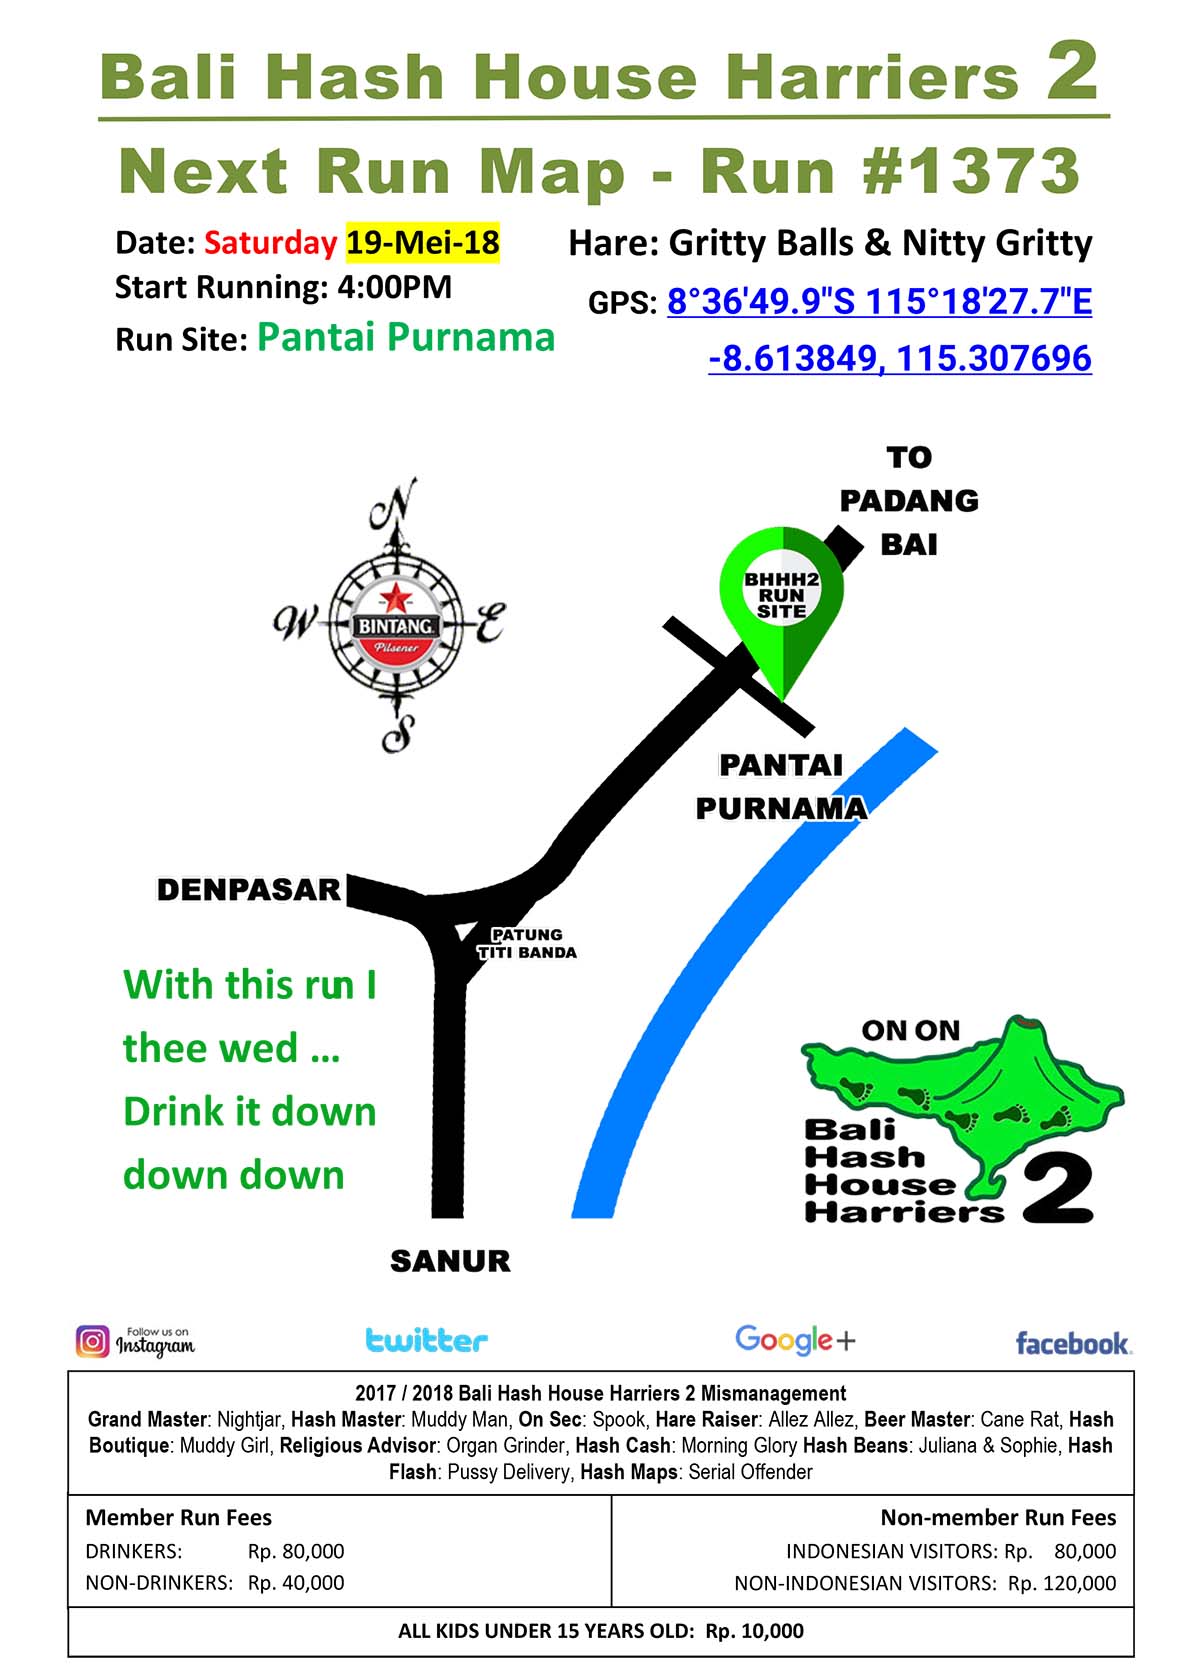 Bali Hash House Harriers 2
Next Run Map - Run #1373
Date: Saturday 19-Mei-18
Start Running: 4:00PM
Run Site: Pantai Purnama
Hare: Gritty Balls & Nitty Gritty
GPS: 8°36'49.9"S 115°18'27.7"E
-8.613849, 115.307696
TO
PADANG
BAI
N
W
E
S
BINTANG
Pilsener
BHHH2
RUN
SITE
PANTAI
PURNAMA
DENPASAR
PATUNG
TITI BANDA
With this run I
thee wed ...
Drink it down
down down
SANUR
ON ON
Bali
Hash
House
Harriers 2
Follow us on
Instagram
twitter
Google+
facebook
2017 / 2018 Bali Hash House Harriers 2 Mismanagement
Grand Master: Nightjar, Hash Master: Muddy Man, On Sec: Spook, Hare Raiser: Allez Allez, Beer Master: Cane Rat, Hash
Boutique: Muddy Girl, Religious Advisor: Organ Grinder, Hash Cash: Morning Glory Hash Beans: Juliana & Sophie, Hash
Flash: Pussy Delivery, Hash Maps: Serial Offender
Member Run Fees
DRINKERS: Rp. 80,000
NON-DRINKERS: Rp. 40,000
Non-member Run Fees
INDONESIAN VISITORS: Rp. 80,000
NON-INDONESIAN VISITORS: Rp. 120,000
ALL KIDS UNDER 15 YEARS OLD: Rp. 10,000